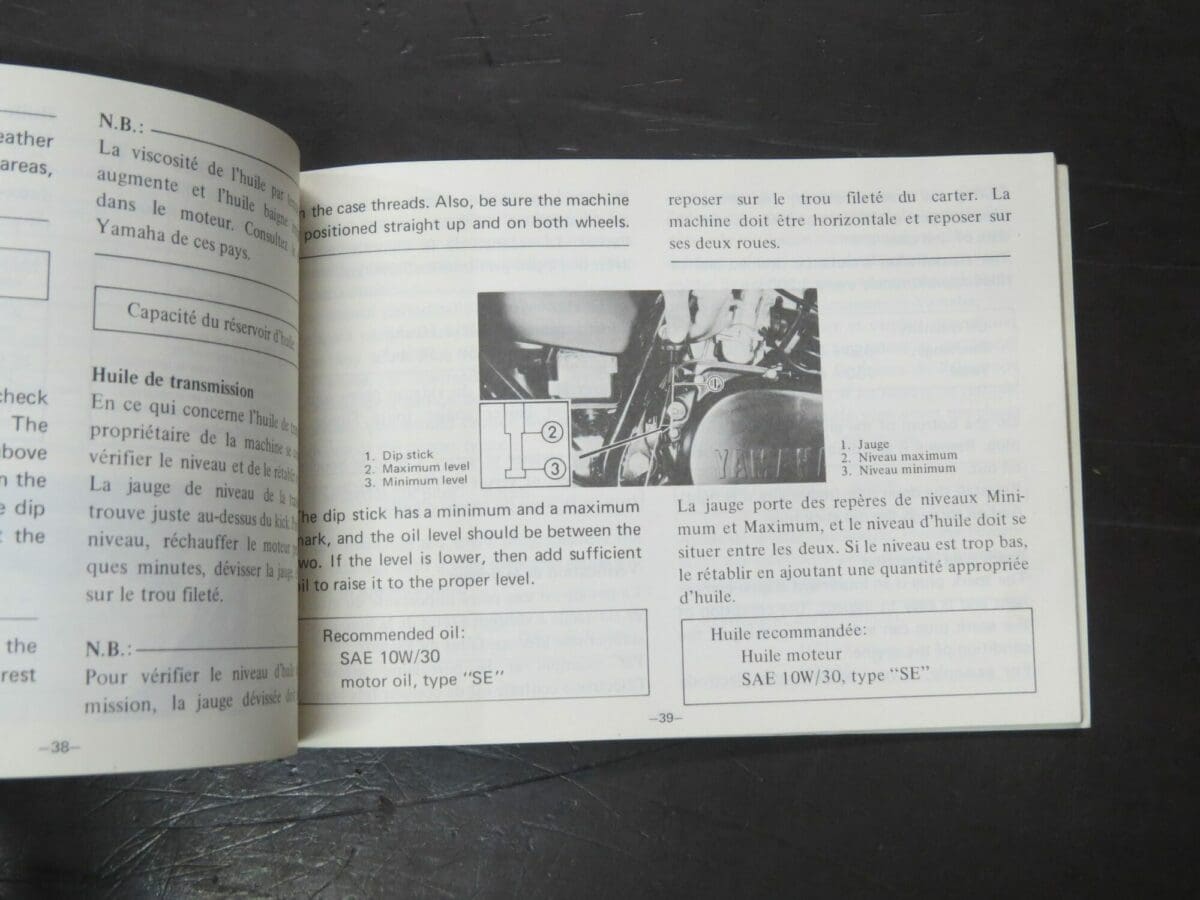 eather
areas,
check
The
above
n the
e dip
t the
the
rest
N.B.:
La viscosité de l'huile par
augmente et l'huile baigne
dans le moteur. Consultez
Yamaha de ces pays.
Capacité du réservoir d'huile
Huile de transmission
En ce qui concerne l'huile de
propriétaire de la machine se
vérifier le niveau et de le rétablir
La jauge de niveau de la
trouve juste au-dessus du kick.
niveau, réchauffer le moteur
ques minutes, dévisser la jauge
sur le trou fileté.
N.B.:
Pour vérifier le niveau d'huile
mission, la jauge dévissée doit
–38–
the case threads. Also, be sure the machine
positioned straight up and on both wheels.
reposer sur le trou fileté du carter. La
machine doit être horizontale et reposer sur
ses deux roues.
①
②
③
YAMAHA
1. Dip stick
2. Maximum level
3. Minimum level
1. Jauge
2. Niveau maximum
3. Niveau minimum
he dip stick has a minimum and a maximum
ark, and the oil level should be between the
wo. If the level is lower, then add sufficient
il to raise it to the proper level.
La jauge porte des repères de niveaux Mini-
mum et Maximum, et le niveau d'huile doit se
situer entre les deux. Si le niveau est trop bas,
le rétablir en ajoutant une quantité appropriée
d'huile.
Recommended oil:
SAE 10W/30
motor oil, type "SE"
Huile recommandée:
Huile moteur
SAE 10W/30, type "SE"
–39–